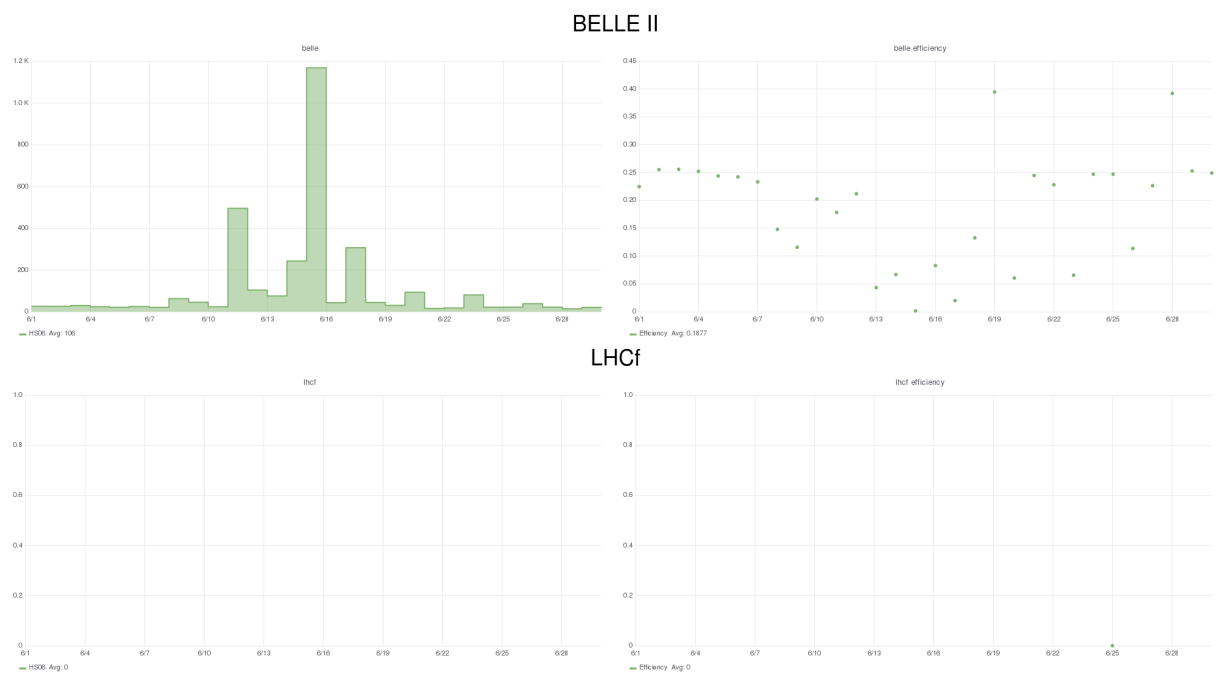 BELLE II
belle
1.2 K
1.0 K
800
600
400
200
0
6/1 6/4 6/7 6/10 6/13 6/16 6/19 6/22 6/25 6/28
HS06 Avg: 106
belle efficiency
0.45
0.40
0.35
0.30
0.25
0.20
0.15
0.10
0.05
0
6/1 6/4 6/7 6/10 6/13 6/16 6/19 6/22 6/25 6/28
Efficiency Avg: 0.1877
LHCf
lhcf
1.0
0.8
0.6
0.4
0.2
0
6/1 6/4 6/7 6/10 6/13 6/16 6/19 6/22 6/25 6/28
HS06 Avg: 0
lhcf efficiency
1.0
0.8
0.6
0.4
0.2
0
6/1 6/4 6/7 6/10 6/13 6/16 6/19 6/22 6/25 6/28
Efficiency Avg: 0